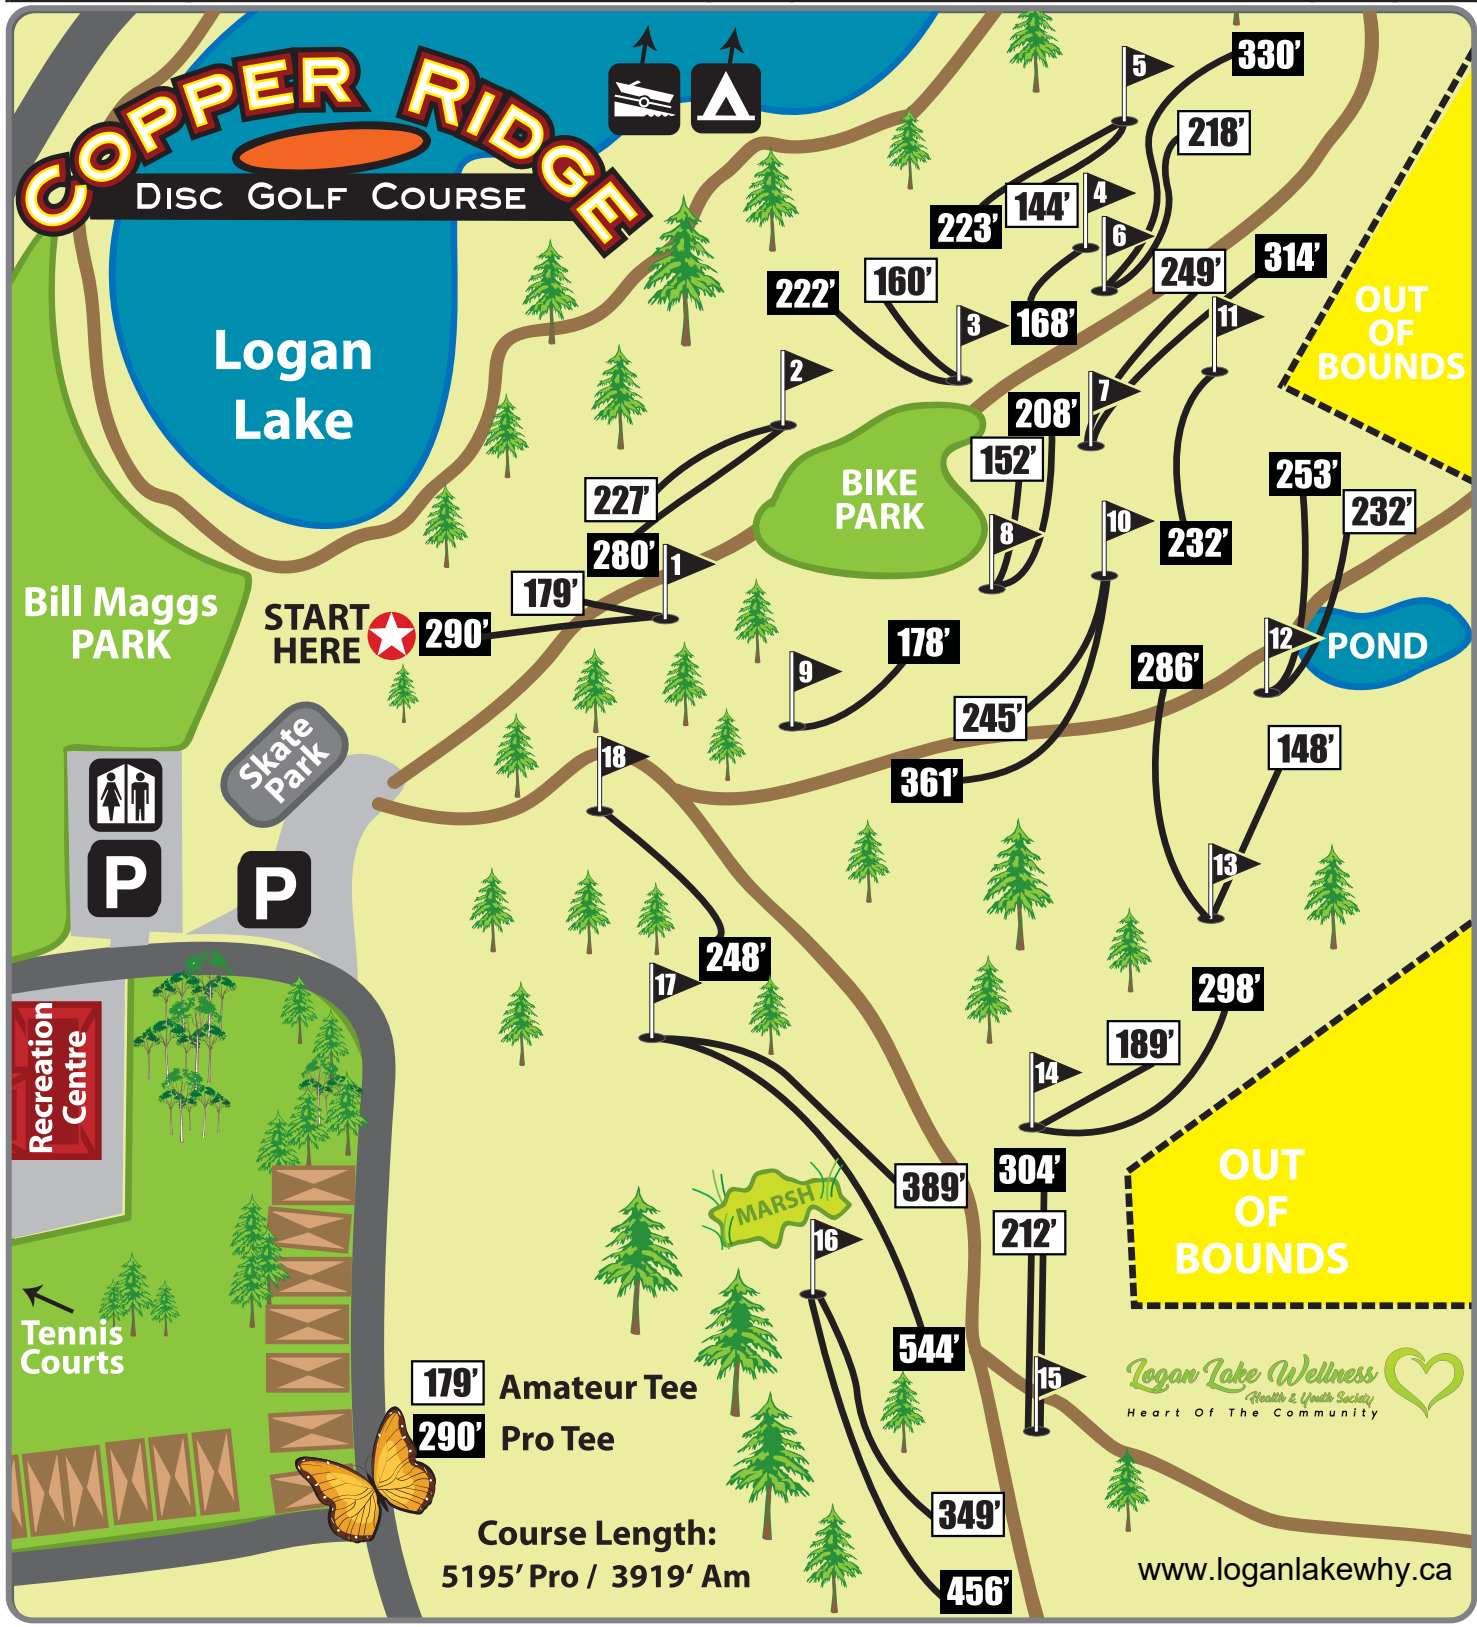 COPPER RIDGE
DISC GOLF COURSE
Logan
Lake
5
330’
218’
4
144’
223’
6
249’
314’
222’
160’
168’
3
11
OUT
OF
BOUNDS
2
7
208’
152’
BIKE
PARK
227’
280’
8
10
232’
253’
232’
1
179’
290’
START
HERE
Bill Maggs
PARK
12
POND
178’
9
286’
245’
361’
148’
Skate
Park
18
P
P
13
248’
17
298’
189’
14
Recreation
Centre
389’
304’
212’
MARSH
16
OUT
OF
BOUNDS
Tennis
Courts
544’
15
179’ Amateur Tee
290’ Pro Tee
Logan Lake Wellness
Health & Youth Society
Heart Of The Community
349’
Course Length:
5195’ Pro / 3919‘ Am
456’
www.loganlakewhy.ca